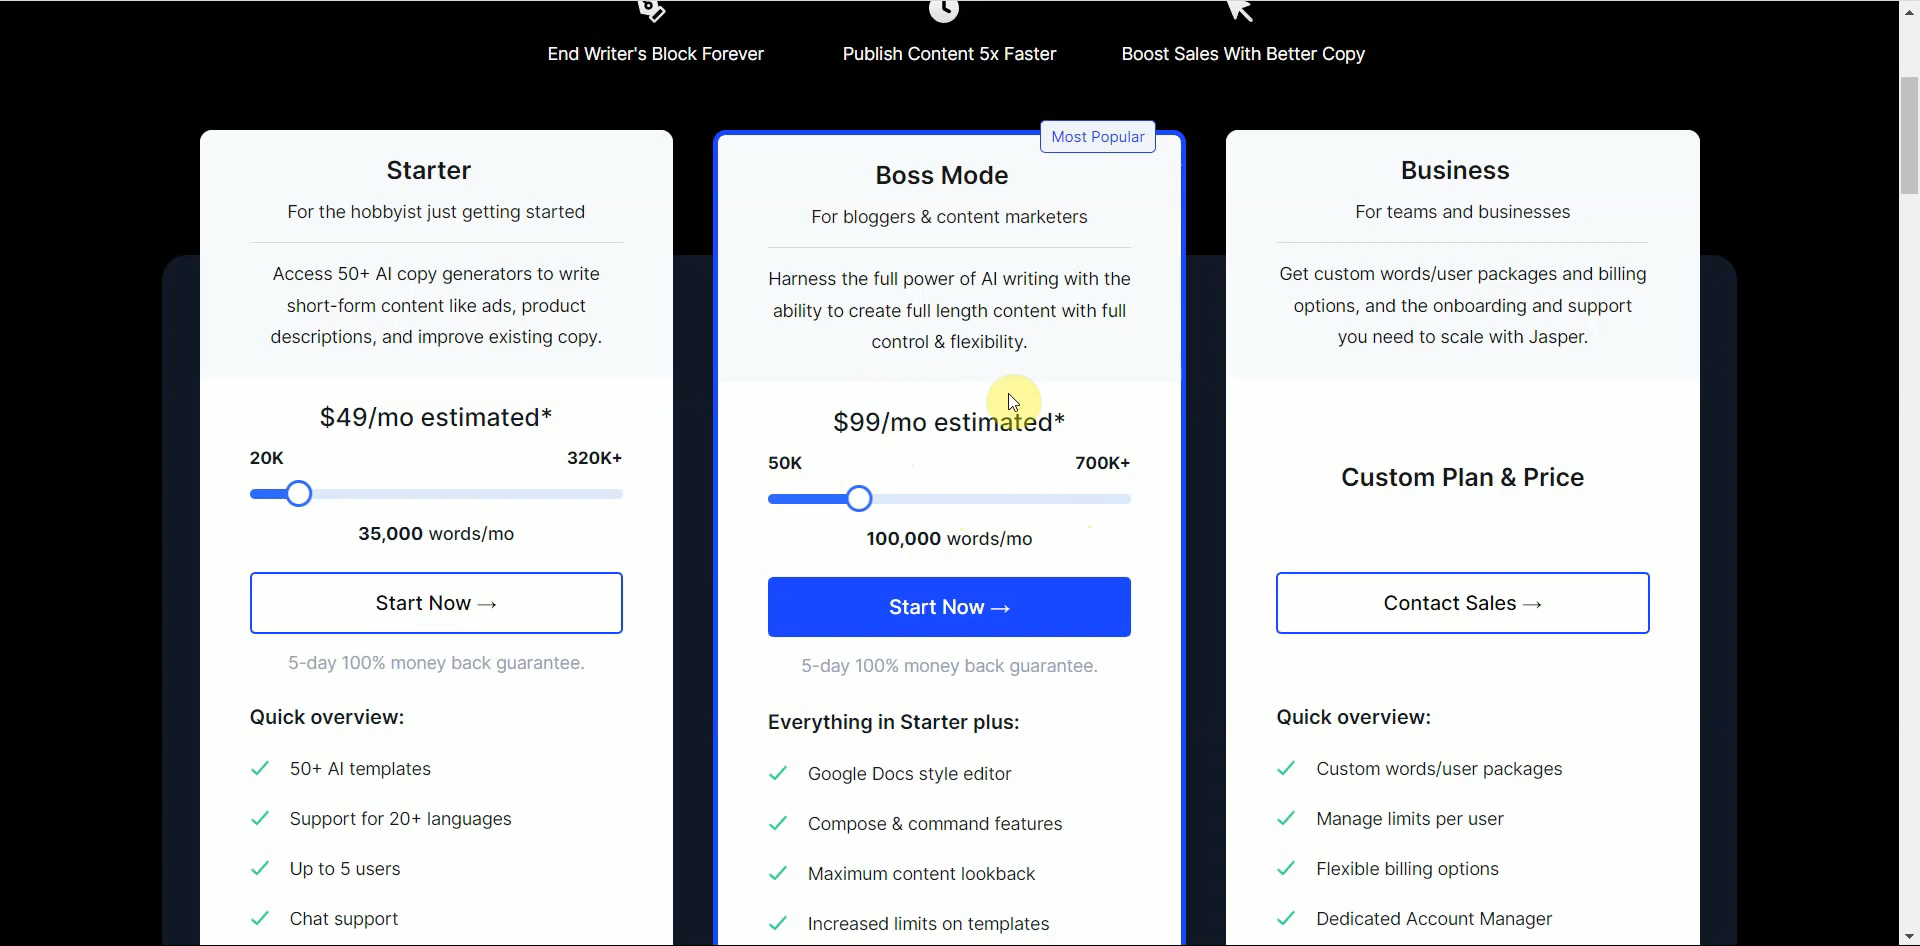 End Writer's Block Forever
Publish Content 5x Faster
Boost Sales With Better Copy
Starter
For the hobbyist just getting started
Access 50+ AI copy generators to write
short-form content like ads, product
descriptions, and improve existing copy.
$49/mo estimated*
20K 320K+
35,000 words/mo
Start Now →
5-day 100% money back guarantee.
Quick overview:
50+ AI templates
Support for 20+ languages
Up to 5 users
Chat support
Most Popular
Boss Mode
For bloggers & content marketers
Harness the full power of AI writing with the
ability to create full length content with full
control & flexibility.
$99/mo estimated*
50K 700K+
100,000 words/mo
Start Now →
5-day 100% money back guarantee.
Everything in Starter plus:
Google Docs style editor
Compose & command features
Maximum content lookback
Increased limits on templates
Business
For teams and businesses
Get custom words/user packages and billing
options, and the onboarding and support
you need to scale with Jasper.
Custom Plan & Price
Contact Sales →
Quick overview:
Custom words/user packages
Manage limits per user
Flexible billing options
Dedicated Account Manager